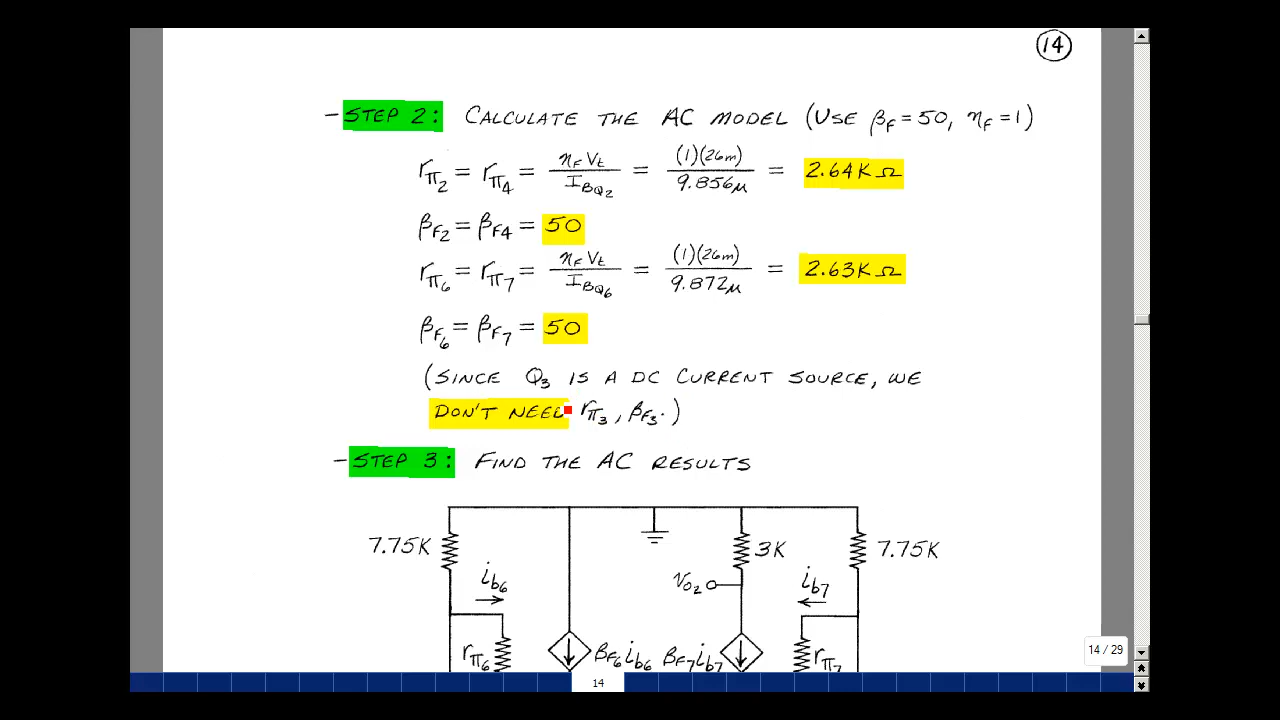 14
- STEP 2: CALCULATE THE AC MODEL (USE βF = 50, ηF = 1)
rπ2 = rπ4 = ηF Vt / IBQ2 = (1)(26m) / 9.856μ = 2.64K Ω
βF2 = βF4 = 50
rπ6 = rπ7 = ηF Vt / IBQ6 = (1)(26m) / 9.872μ = 2.63K Ω
βF6 = βF7 = 50
(SINCE Q3 IS A DC CURRENT SOURCE, WE
DON'T NEED rπ3, βF3.)
- STEP 3: FIND THE AC RESULTS
7.75K 3K 7.75K
ib6 vo2 ib7
rπ6 βF6 ib6 βF7 ib7 rπ7
14 / 29
14